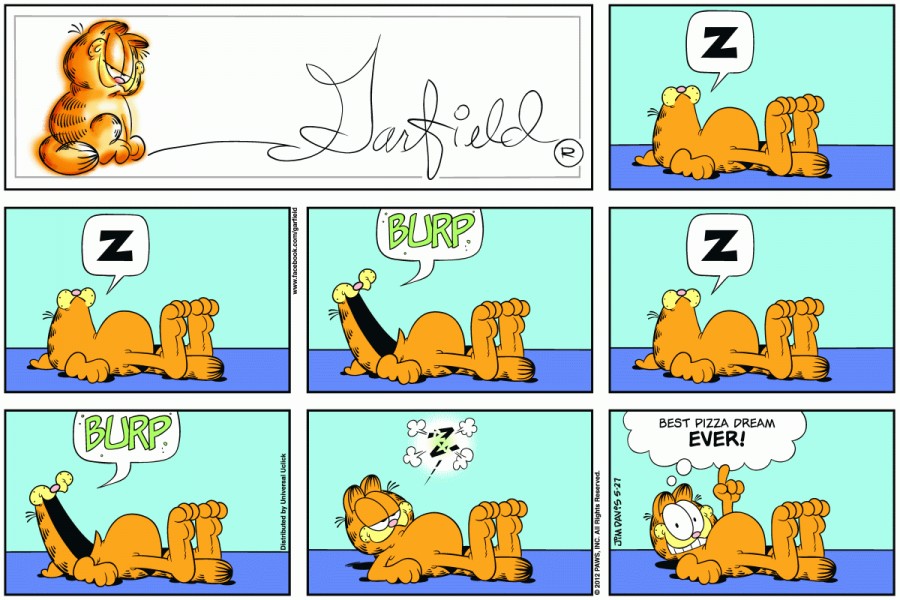 Garfield
®
Z
Z
www.facebook.com/garfield
BURP
Z
BURP
Distributed by Universal Uclick
Z
© 2012 PAWS, INC. All Rights Reserved.
BEST PIZZA DREAM
EVER!
JIM DAVIS 5-27